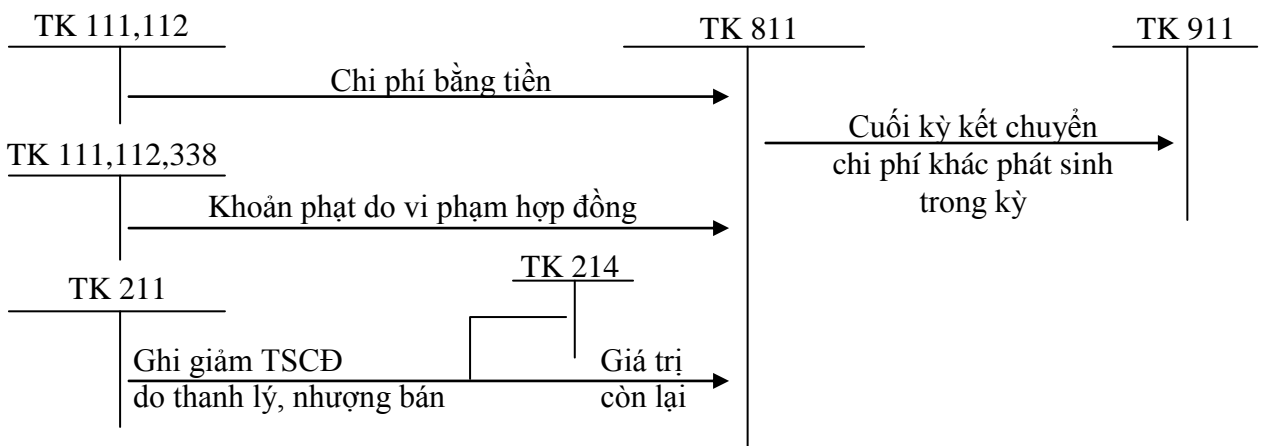 TK 111,112
TK 811
TK 911
Chi phí bằng tiền
Cuối kỳ kết chuyển
chi phí khác phát sinh
trong kỳ
TK 111,112,338
Khoản phạt do vi phạm hợp đồng
TK 211
TK 214
Ghi giảm TSCĐ
do thanh lý, nhượng bán
Giá trị
còn lại